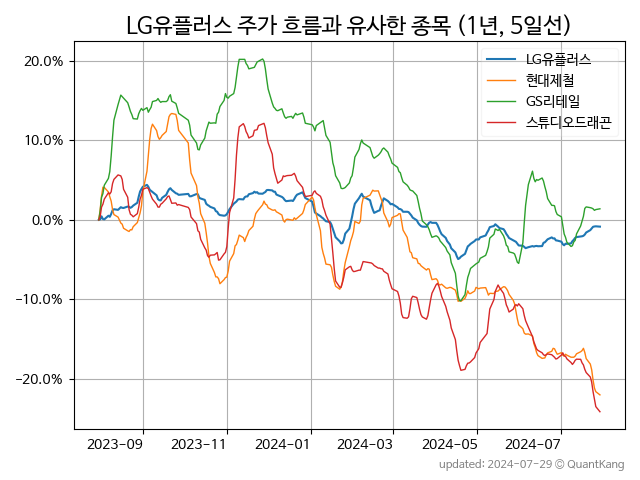 LG유플러스 주가 흐름과 유사한 종목 (1년, 5일선)
LG유플러스
현대제철
GS리테일
스튜디오드래곤
20.0%
10.0%
0.0%
−10.0%
−20.0%
2023-09 2023-11 2024-01 2024-03 2024-05 2024-07
updated: 2024-07-29 © QuantKang